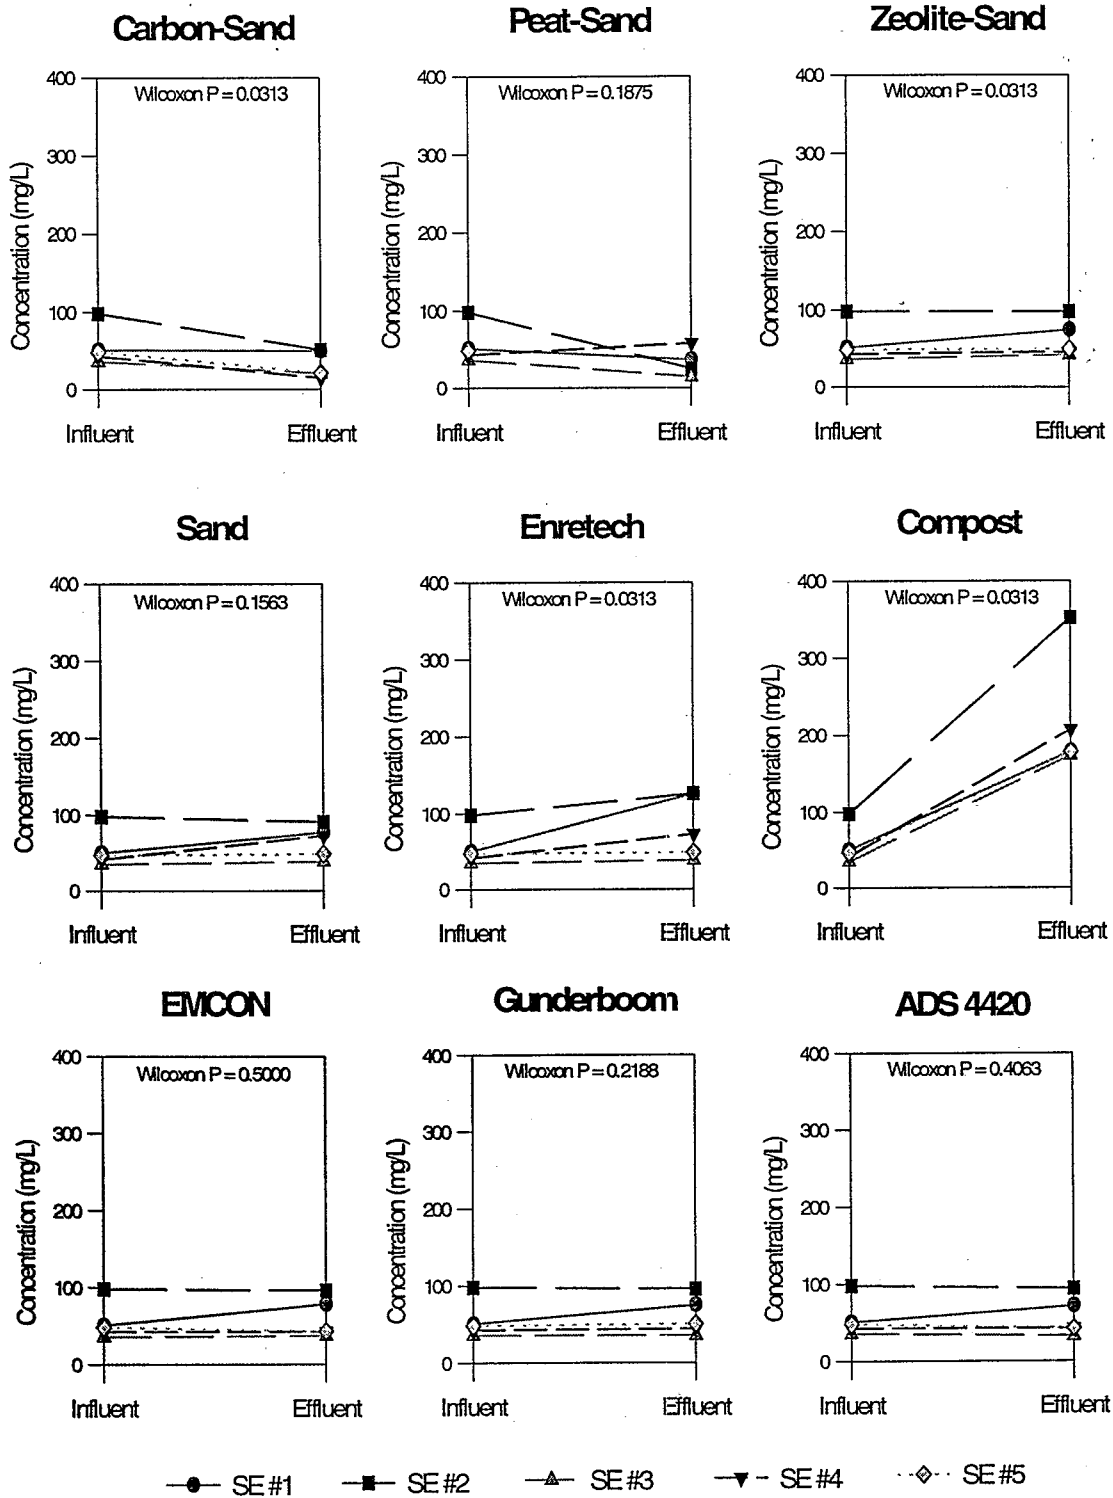 Carbon-Sand
Peat-Sand
Zeolite-Sand
Wilcoxon P = 0.0313
Wilcoxon P = 0.1875
Wilcoxon P = 0.0313
Concentration (mg/L)
400
300
200
100
0
Influent
Effluent
Concentration (mg/L)
400
300
200
100
0
Influent
Effluent
Concentration (mg/L)
400
300
200
100
0
Influent
Effluent
Sand
Enretech
Compost
Wilcoxon P = 0.1563
Wilcoxon P = 0.0313
Wilcoxon P = 0.0313
Concentration (mg/L)
400
300
200
100
0
Influent
Effluent
Concentration (mg/L)
400
300
200
100
0
Influent
Effluent
Concentration (mg/L)
400
300
200
100
0
Influent
Effluent
EMCON
Gunderboom
ADS 4420
Wilcoxon P = 0.5000
Wilcoxon P = 0.2188
Wilcoxon P = 0.4063
Concentration (mg/L)
400
300
200
100
0
Influent
Effluent
Concentration (mg/L)
400
300
200
100
0
Influent
Effluent
Concentration (mg/L)
400
300
200
100
0
Influent
Effluent
SE #1
SE #2
SE #3
SE #4
SE #5